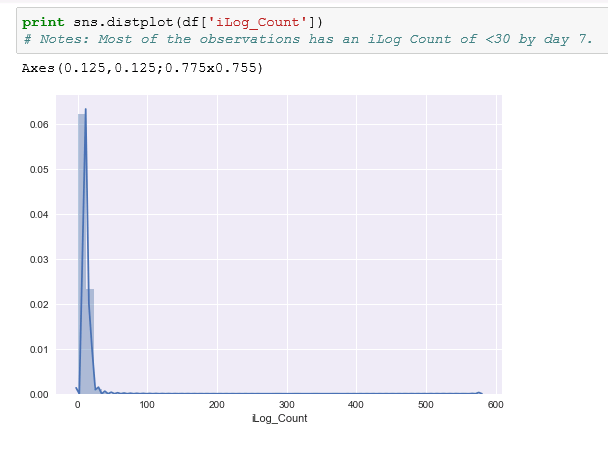 print sns.distplot(df['iLog_Count'])
# Notes: Most of the observations has an iLog Count of <30 by day 7.
Axes(0.125,0.125;0.775x0.755)
0.06
0.05
0.04
0.03
0.02
0.01
0.00
0 100 200 300 400 500 600
iLog_Count